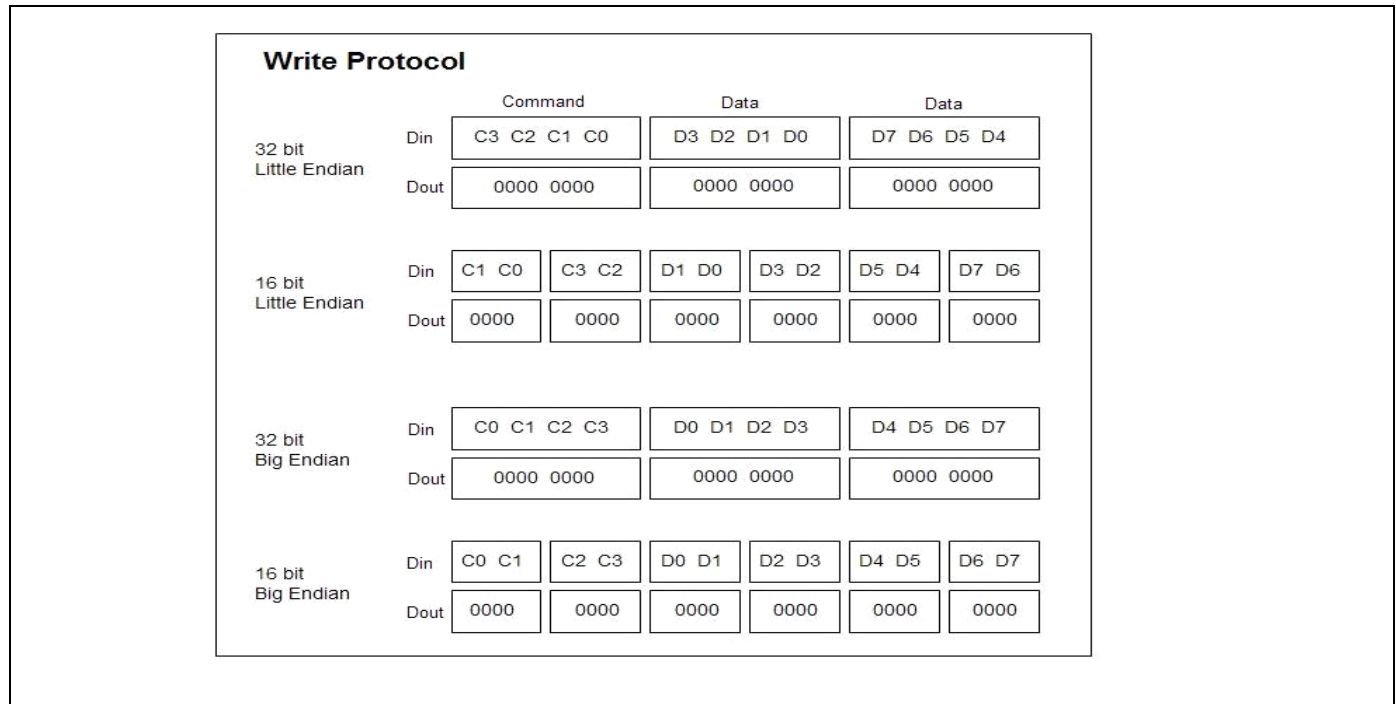 Write Protocol
Command Data Data
32 bit
Little Endian
Din C3 C2 C1 C0 D3 D2 D1 D0 D7 D6 D5 D4
Dout 0000 0000 0000 0000 0000 0000
16 bit
Little Endian
Din C1 C0 C3 C2 D1 D0 D3 D2 D5 D4 D7 D6
Dout 0000 0000 0000 0000 0000 0000
32 bit
Big Endian
Din C0 C1 C2 C3 D0 D1 D2 D3 D4 D5 D6 D7
Dout 0000 0000 0000 0000 0000 0000
16 bit
Big Endian
Din C0 C1 C2 C3 D0 D1 D2 D3 D4 D5 D6 D7
Dout 0000 0000 0000 0000 0000 0000